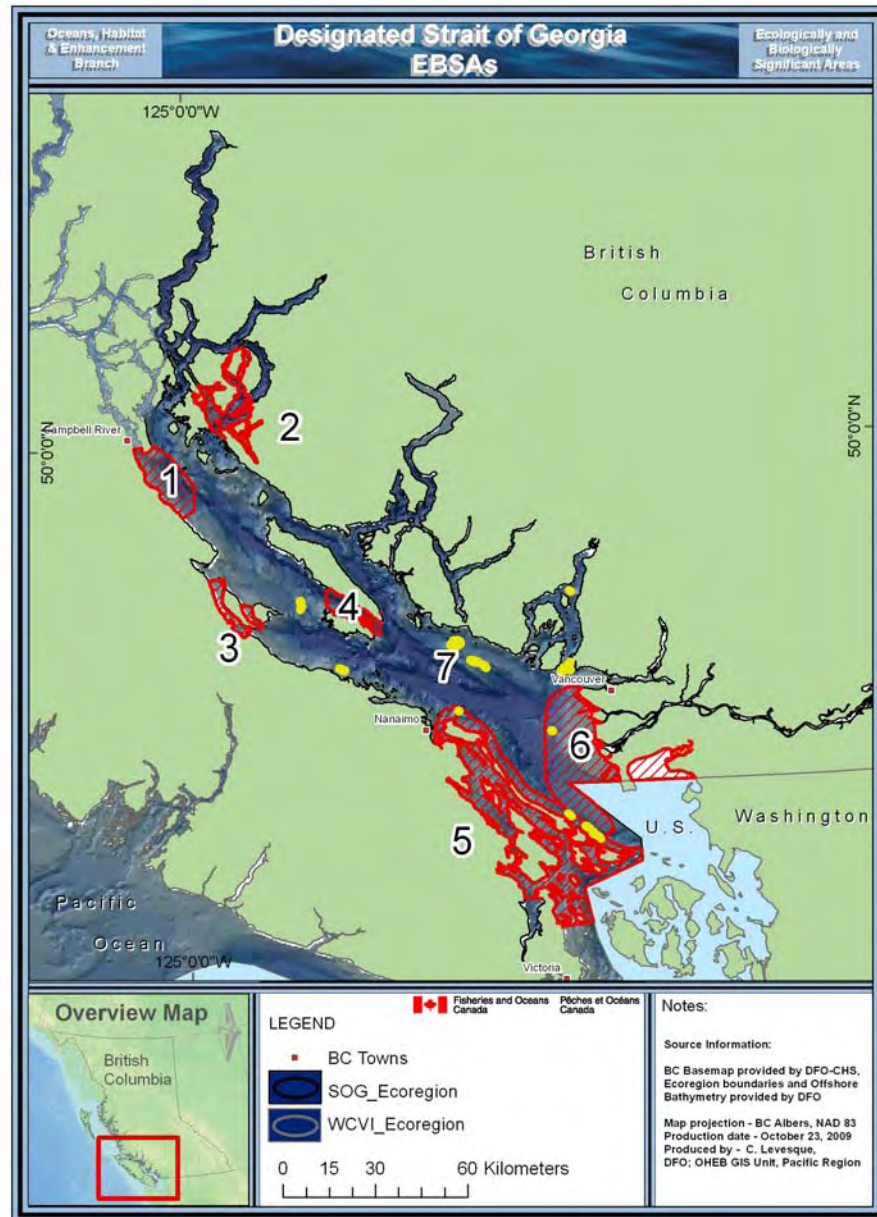 Oceans, Habitat
& Enhancement
Branch
Designated Strait of Georgia
EBSAs
Ecologically and
Biologically
Significant Areas
125°0'0"W
British
Columbia
50°0'0"N
50°0'0"N
Campbell River
1
2
3
4
7
Vancouver
Nanaimo
6
5
U.S.
Washington
Pacific
Ocean
125°0'0"W
Victoria
Overview Map
British
Columbia
Fisheries and Oceans
Canada
Pêches et Océans
Canada
LEGEND
BC Towns
SOG_Ecoregion
WCVI_Ecoregion
0 15 30 60 Kilometers
Notes:
Source Information:
BC Basemap provided by DFO-CHS,
Ecoregion boundaries and Offshore
Bathymetry provided by DFO
Map projection - BC Albers, NAD 83
Production date - October 23, 2009
Produced by - C. Levesque,
DFO; OHEB GIS Unit, Pacific Region